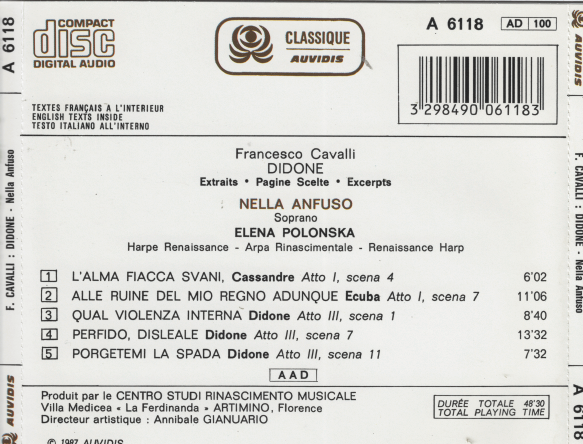 COMPACT
disc
DIGITAL AUDIO
CLASSIQUE
AUVIDIS
A 6118
AD 100
3 298490 061183
TEXTES FRANÇAIS A L'INTERIEUR
ENGLISH TEXTS INSIDE
TESTO ITALIANO ALL'INTERNO
Francesco Cavalli
DIDONE
Extraits • Pagine Scelte • Excerpts
NELLA ANFUSO
Soprano
ELENA POLONSKA
Harpe Renaissance - Arpa Rinascimentale - Renaissance Harp
1 L'ALMA FIACCA SVANI, Cassandre Atto I, scena 4 6'02
2 ALLE RUINE DEL MIO REGNO ADUNQUE Ecuba Atto I, scena 7 11'06
3 QUAL VIOLENZA INTERNA Didone Atto III, scena 1 8'40
4 PERFIDO, DISLEALE Didone Atto III, scena 7 13'32
5 PORGETEMI LA SPADA Didone Atto III, scena 11 7'32
AAD
Produit par le CENTRO STUDI RINASCIMENTO MUSICALE
Villa Medicea « La Ferdinanda » ARTIMINO, Florence
Directeur artistique : Annibale GIANUARIO
DURÉE TOTALE 48'30
TOTAL PLAYING TIME
© 1987 AUVIDIS
A 6118
F. CAVALLI : DIDONE - Nella Anfuso
AUVIDIS
F. CAVALLI : DIDONE - Nella Anfuso
A 6118